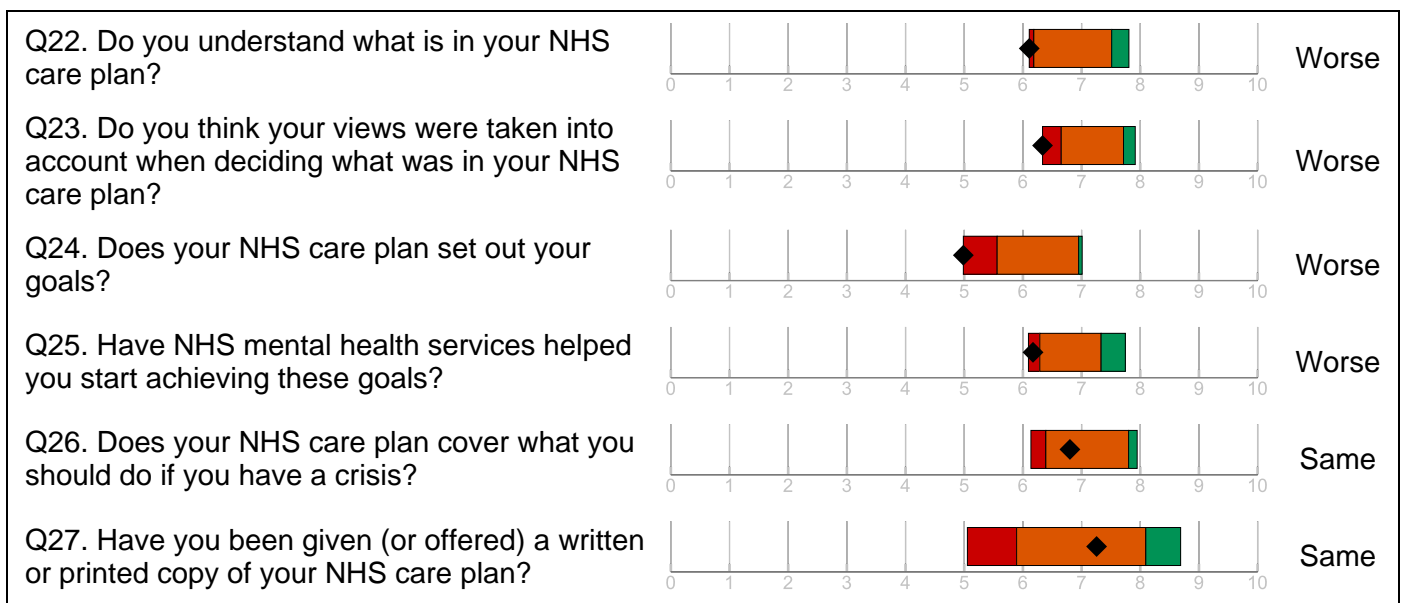 Q22. Do you understand what is in your NHS
care plan?
0 1 2 3 4 5 6 7 8 9 10
Worse
Q23. Do you think your views were taken into
account when deciding what was in your NHS
care plan?
0 1 2 3 4 5 6 7 8 9 10
Worse
Q24. Does your NHS care plan set out your
goals?
0 1 2 3 4 5 6 7 8 9 10
Worse
Q25. Have NHS mental health services helped
you start achieving these goals?
0 1 2 3 4 5 6 7 8 9 10
Worse
Q26. Does your NHS care plan cover what you
should do if you have a crisis?
0 1 2 3 4 5 6 7 8 9 10
Same
Q27. Have you been given (or offered) a written
or printed copy of your NHS care plan?
0 1 2 3 4 5 6 7 8 9 10
Same